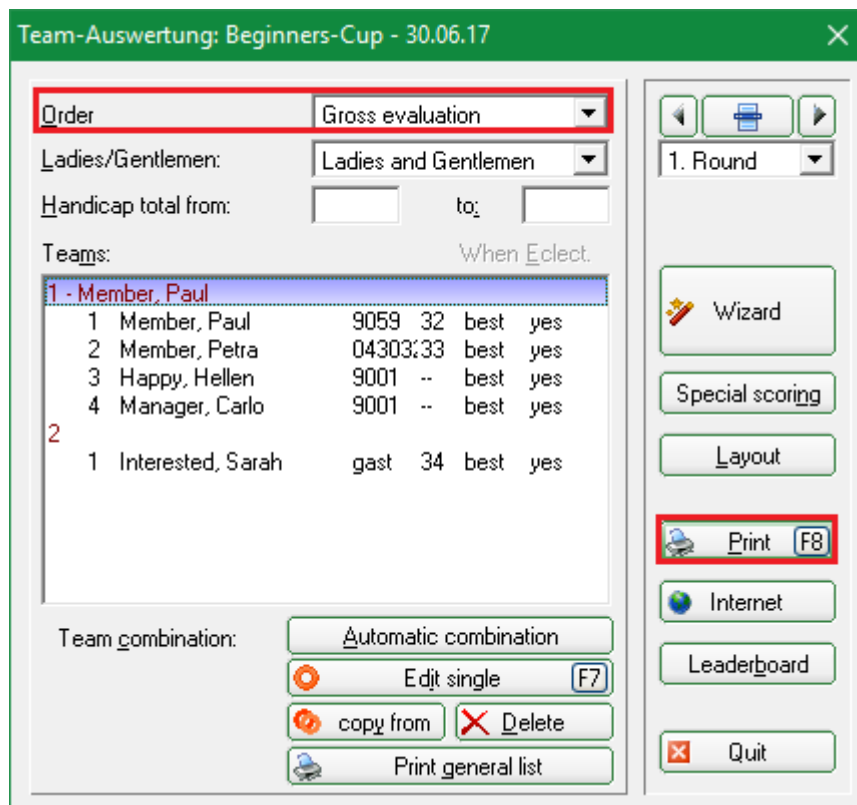 Team-Auswertung: Beginners-Cup - 30.06.17
Order Gross evaluation
Ladies/Gentlemen: Ladies and Gentlemen
Handicap total from: to:
Teams: When Eclect.
1 - Member, Paul
1 Member, Paul 9059 32 best yes
2 Member, Petra 04303 33 best yes
3 Happy, Hellen 9001 -- best yes
4 Manager, Carlo 9001 -- best yes
2
1 Interested, Sarah gast 34 best yes
Team combination:
Automatic combination
Edit single F7
copy from Delete
Print general list
1. Round
Wizard
Special scoring
Layout
Print F8
Internet
Leaderboard
Quit